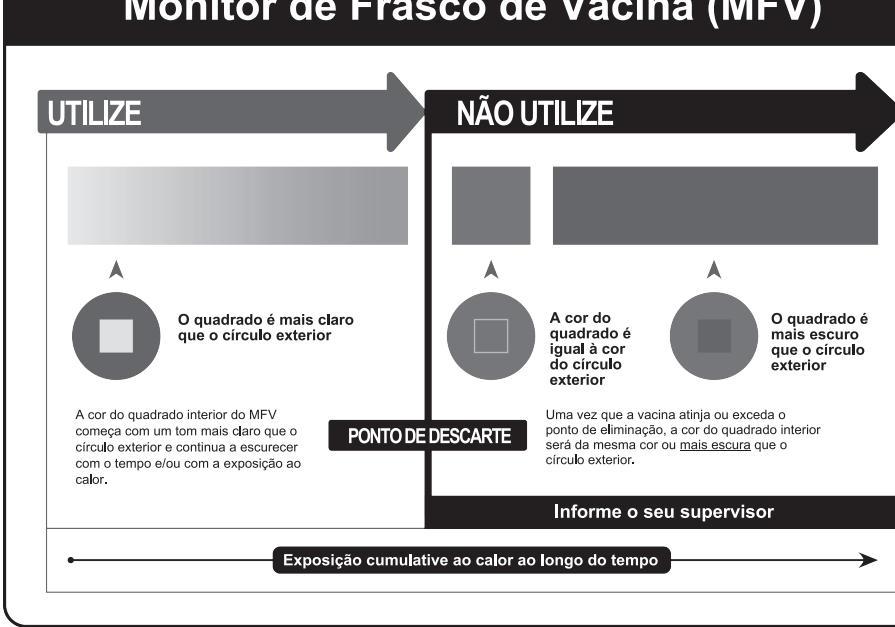 Monitor de Frasco de Vacina (MFV)
UTILIZE
NÃO UTILIZE
O quadrado é mais claro
que o círculo exterior
A cor do
quadrado é
igual à cor
do círculo
exterior
O quadrado é
mais escuro
que o círculo
exterior
A cor do quadrado interior do MFV
começa com um tom mais claro que o
círculo exterior e continua a escurecer
com o tempo e/ou com a exposição ao
calor.
PONTO DE DESCARTE
Uma vez que a vacina atinja ou exceda o
ponto de eliminação, a cor do quadrado interior
será da mesma cor ou mais escura que o
círculo exterior.
Informe o seu supervisor
Exposição cumulative ao calor ao longo do tempo